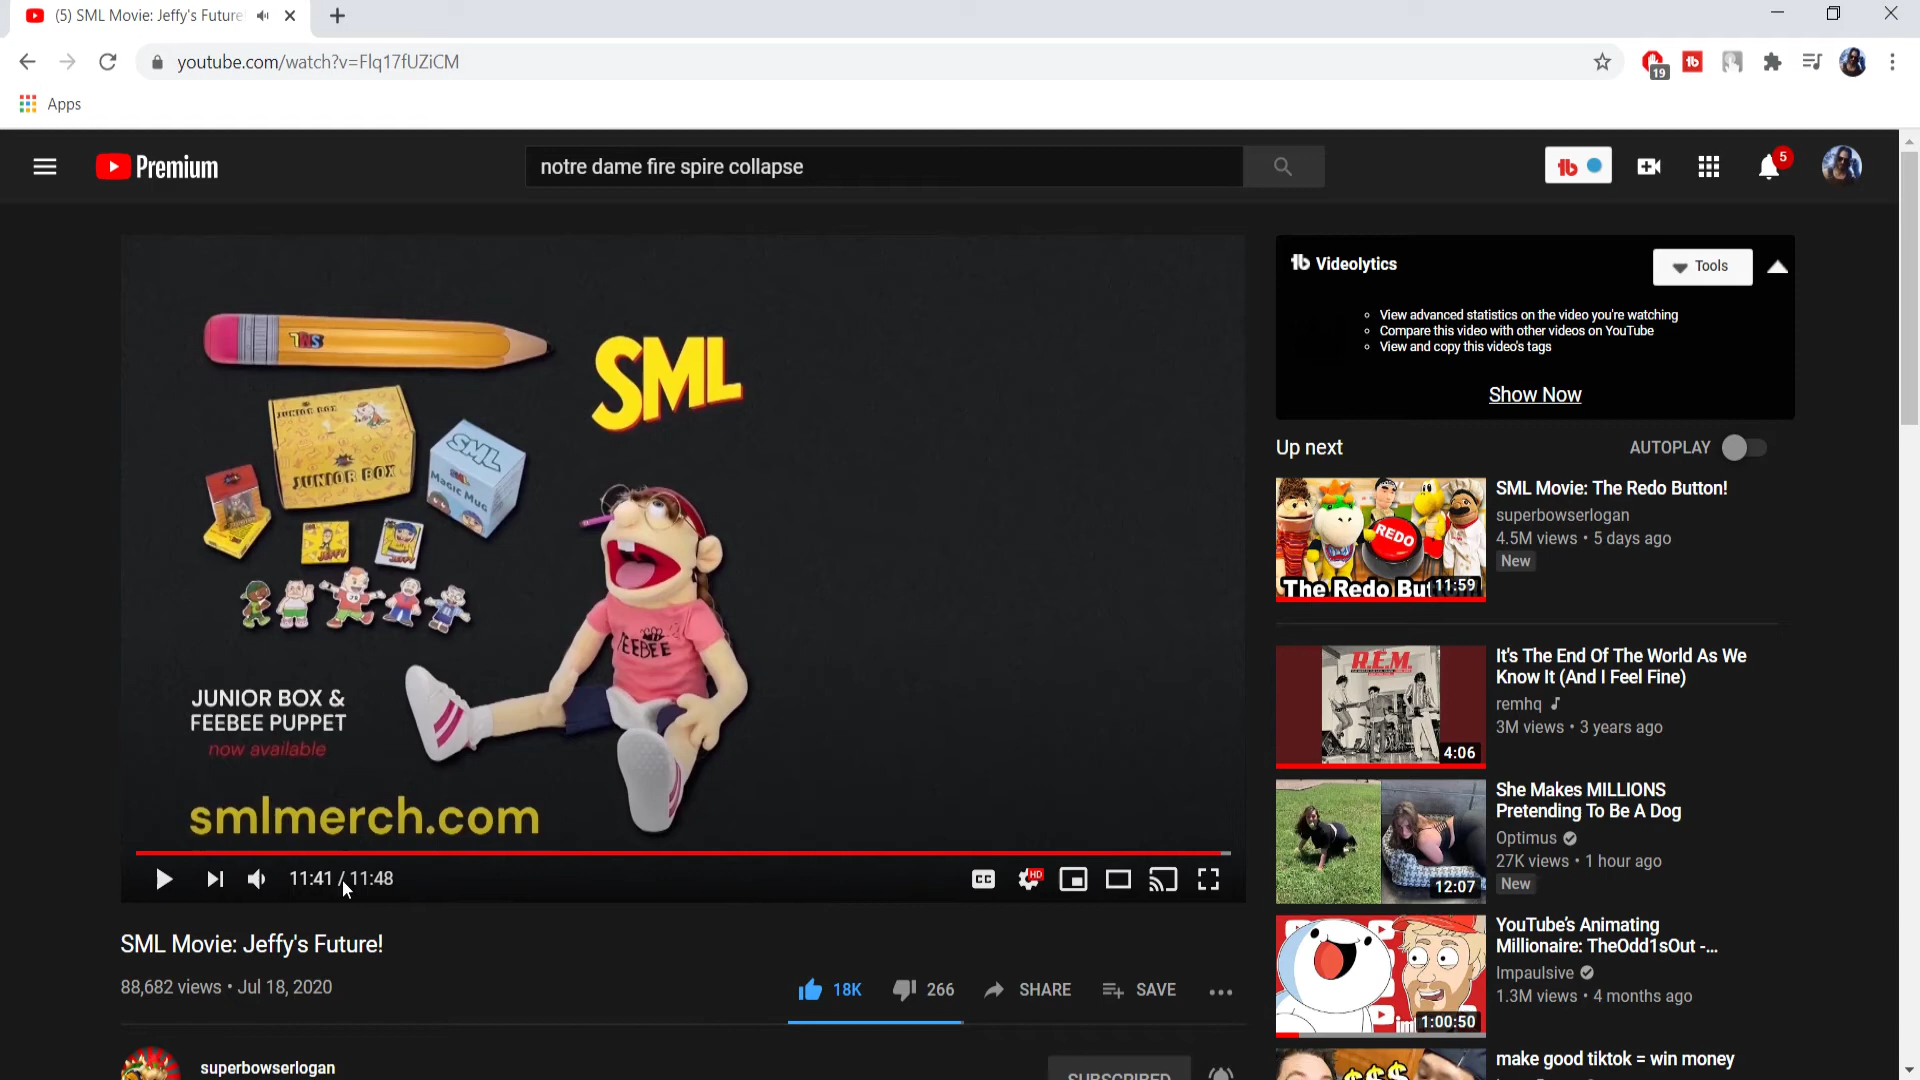 (5) SML Movie: Jeffy's Future!
youtube.com/watch?v=Flq17fUZiCM
19
Apps
Premium
notre dame fire spire collapse
5
SML
JUNIOR BOX
SML
MAGIC MUG
FEEBEE
JUNIOR BOX &
FEEBEE PUPPET
now available
smlmerch.com
11:41 / 11:48
CC
HD
SML Movie: Jeffy's Future!
88,682 views • Jul 18, 2020
18K
266
SHARE
SAVE
superbowserlogan
SUBSCRIBED
Videolytics
Tools
View advanced statistics on the video you're watching
Compare this video with other videos on YouTube
View and copy this video's tags
Show Now
Up next
AUTOPLAY
REDO
The Redo But
11:59
SML Movie: The Redo Button!
superbowserlogan
4.5M views • 5 days ago
New
R.E.M.
4:06
It's The End Of The World As We
Know It (And I Feel Fine)
remhq
3M views • 3 years ago
12:07
She Makes MILLIONS
Pretending To Be A Dog
Optimus
27K views • 1 hour ago
New
1:00:50
YouTube's Animating
Millionaire: TheOdd1sOut -...
Impaulsive
1.3M views • 4 months ago
$$$
make good tiktok = win money